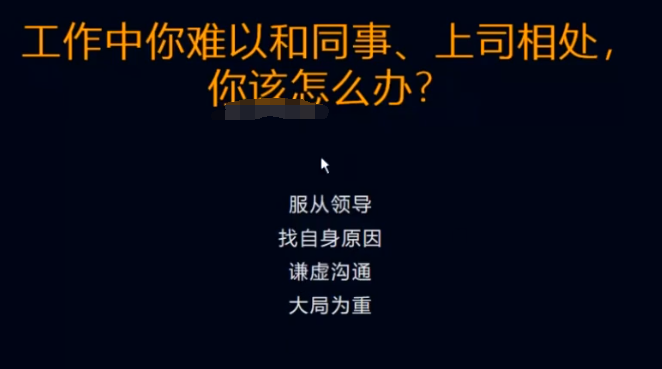 工作中你难以和同事、上司相处，
你该怎么办?
服从领导
找自身原因
谦虚沟通
大局为重